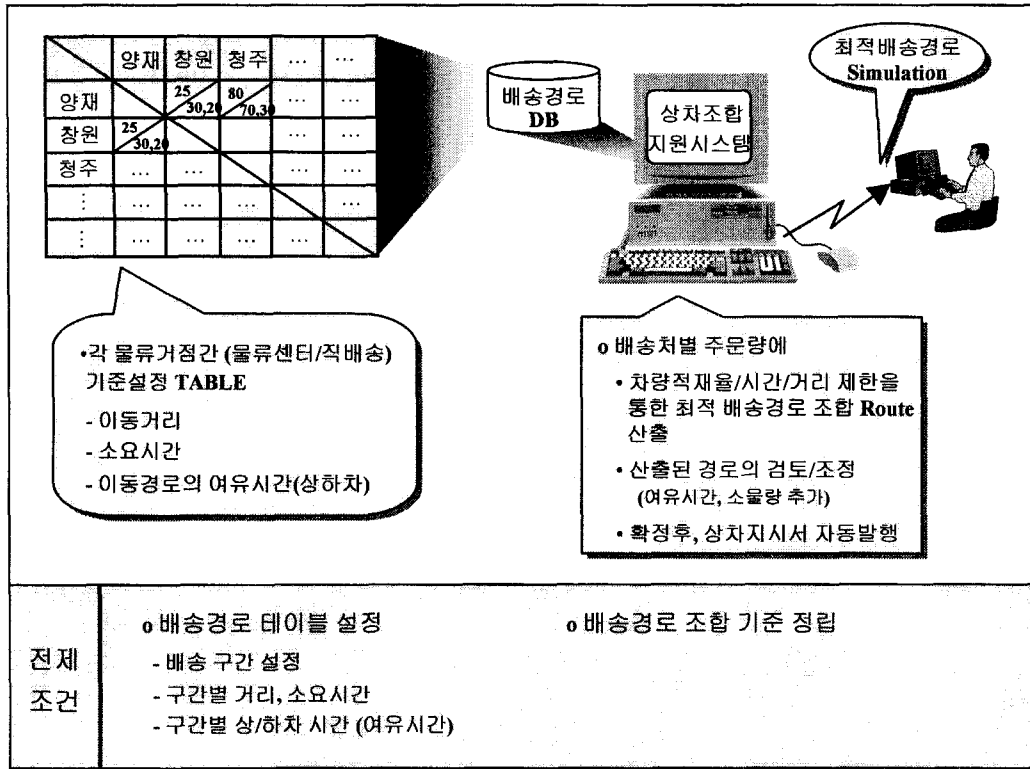 양재 창원 청주 … …
양재 25 30,20 80 70,30 … …
창원 25 30,20 … … …
청주 … … … …
⋮ … … … …
⋮ … … … …
배송경로
DB
상차조합
지원시스템
최적배송경로
Simulation
•각 물류거점간 (물류센터/직배송)
기준설정 TABLE
- 이동거리
- 소요시간
- 이동경로의 여유시간(상하차)
o 배송처별 주문량에
• 차량적재율/시간/거리 제한을
통한 최적 배송경로 조합 Route
산출
• 산출된 경로의 검토/조정
(여유시간, 소물량 추가)
• 확정후, 상차지시서 자동발행
전제
조건
o 배송경로 테이블 설정
- 배송 구간 설정
- 구간별 거리, 소요시간
- 구간별 상/하차 시간 (여유시간)
o 배송경로 조합 기준 정립